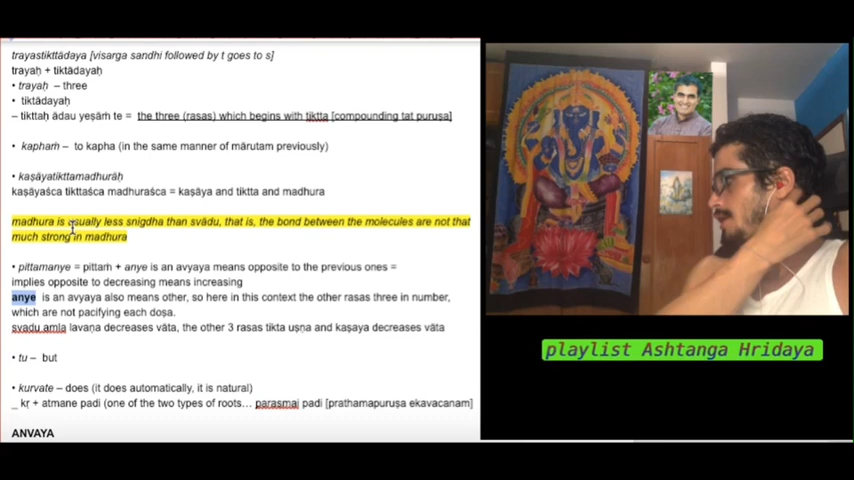 trayastikttādaya [visarga sandhi followed by t goes to s]
trayaḥ + tiktādayaḥ
• trayaḥ – three
• tiktādayaḥ
– tikttaḥ ādau yeṣāṁ te = the three (rasas) which begins with tiktta [compounding tat puruṣa]
• kaphaṁ – to kapha (in the same manner of mārutam previously)
• kaṣāyatikttamadhurāḥ
kaṣāyaśca tikttaśca madhuraśca = kaṣāya and tiktta and madhura
madhura is usually less snigdha than svādu, that is, the bond between the molecules are not that
much strong in madhura
• pittamanye = pittaṁ + anye is an avyaya means opposite to the previous ones =
implies opposite to decreasing means increasing
anye is an avyaya also means other, so here in this context the other rasas three in number,
which are not pacifying each doṣa.
svadu amla lavaṇa decreases vāta, the other 3 rasas tikta uṣṇa and kaṣaya decreases vāta
• tu – but
• kurvate – does (it does automatically, it is natural)
_ kṛ + atmane padi (one of the two types of roots... parasmai padi [prathamapuruṣa ekavacanam]
ANVAYA
playlist Ashtanga Hridaya